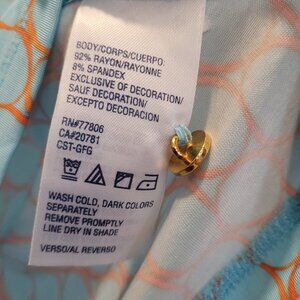 BODY/CORPS/CUERPO:
92% RAYON/RAYONNE
8% SPANDEX
EXCLUSIVE OF DECORATION/
SAUF DECORATION/
EXCEPTO DECORACION
RN#77806
CA#20781
CST-GFG
WASH COLD, DARK COLORS
SEPARATELY
REMOVE PROMPTLY
LINE DRY IN SHADE
VERSO/AL REVERSO